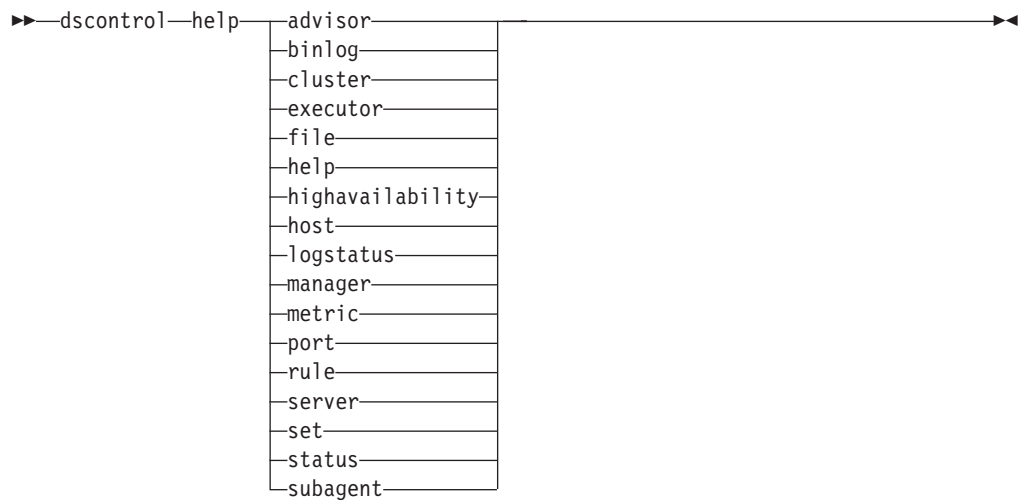 dscontrol help advisor
binlog
cluster
executor
file
help
highavailability
host
logstatus
manager
metric
port
rule
server
set
status
subagent